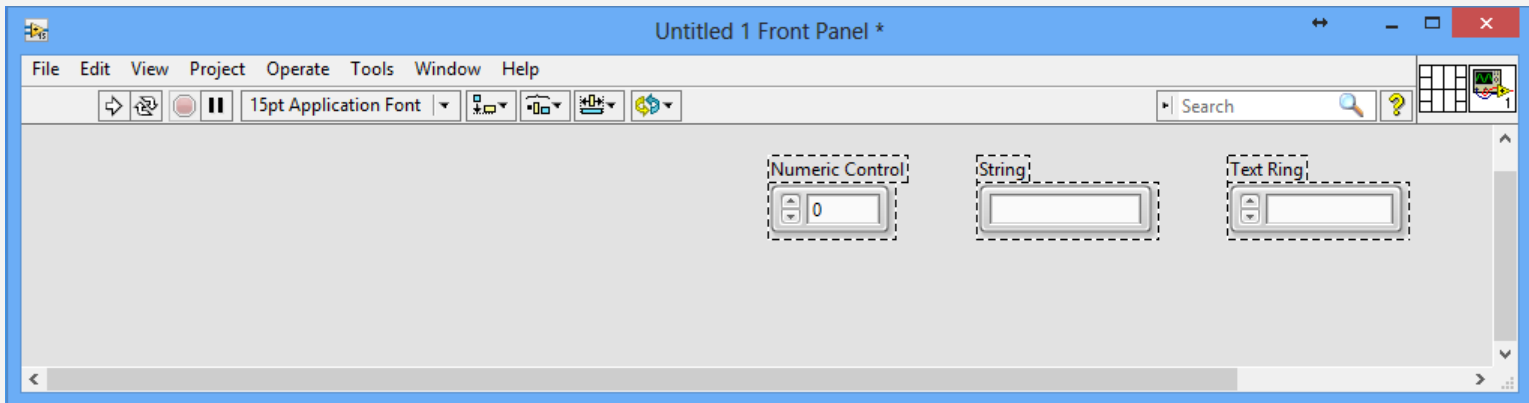 Untitled 1 Front Panel *
File Edit View Project Operate Tools Window Help
15pt Application Font Search ?
1
Numeric Control String Text Ring
0